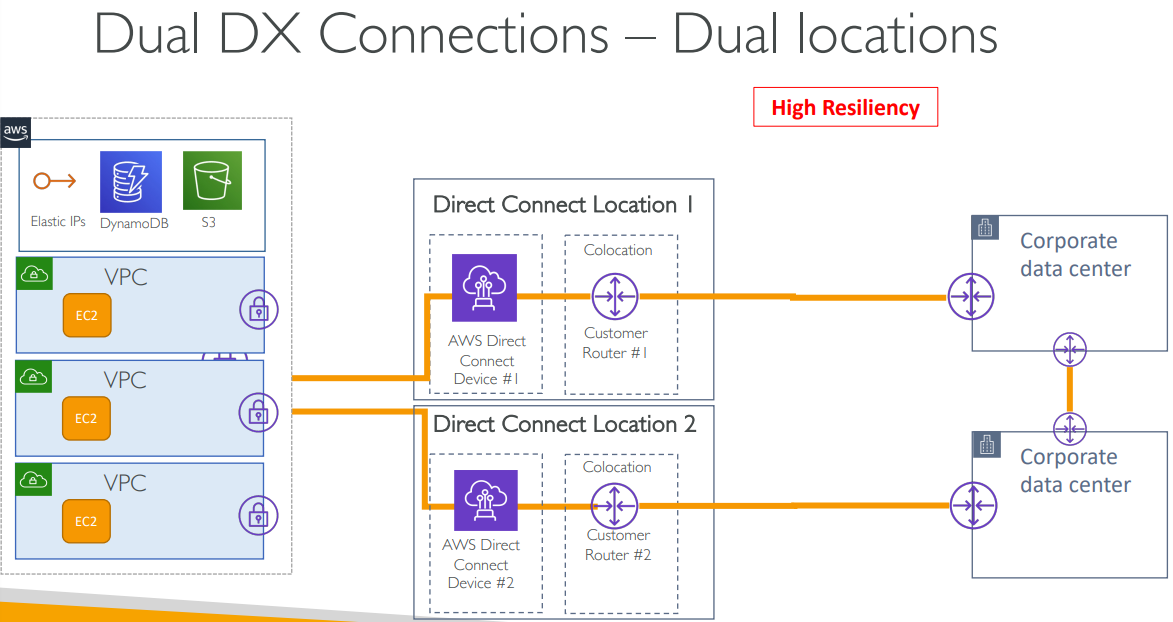 Dual DX Connections – Dual locations
High Resiliency
aws
Elastic IPs
DynamoDB
S3
VPC
EC2
VPC
EC2
VPC
EC2
Direct Connect Location 1
AWS Direct
Connect
Device #1
Colocation
Customer
Router #1
Direct Connect Location 2
AWS Direct
Connect
Device #2
Colocation
Customer
Router #2
Corporate
data center
Corporate
data center